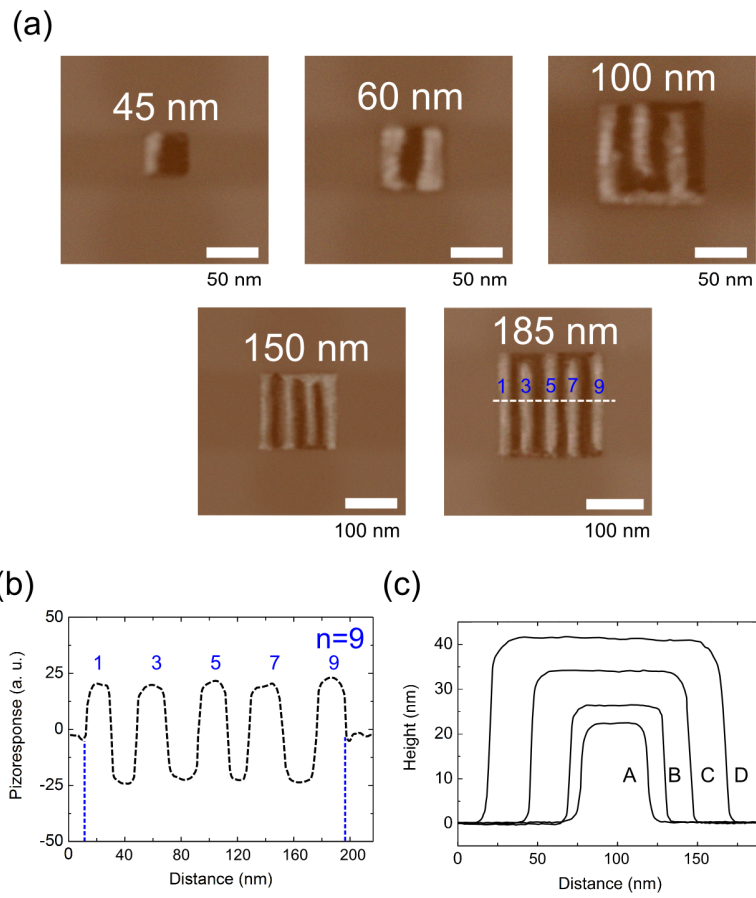 (a)
45 nm
60 nm
100 nm
50 nm
50 nm
50 nm
150 nm
185 nm
1 3 5 7 9
100 nm
100 nm
(b)
n=9
1 3 5 7 9
50
25
0
-25
-50
Pizoresponse (a. u.)
0 40 80 120 160 200
Distance (nm)
(c)
40
30
20
10
0
Height (nm)
A B C D
0 50 100 150
Distance (nm)